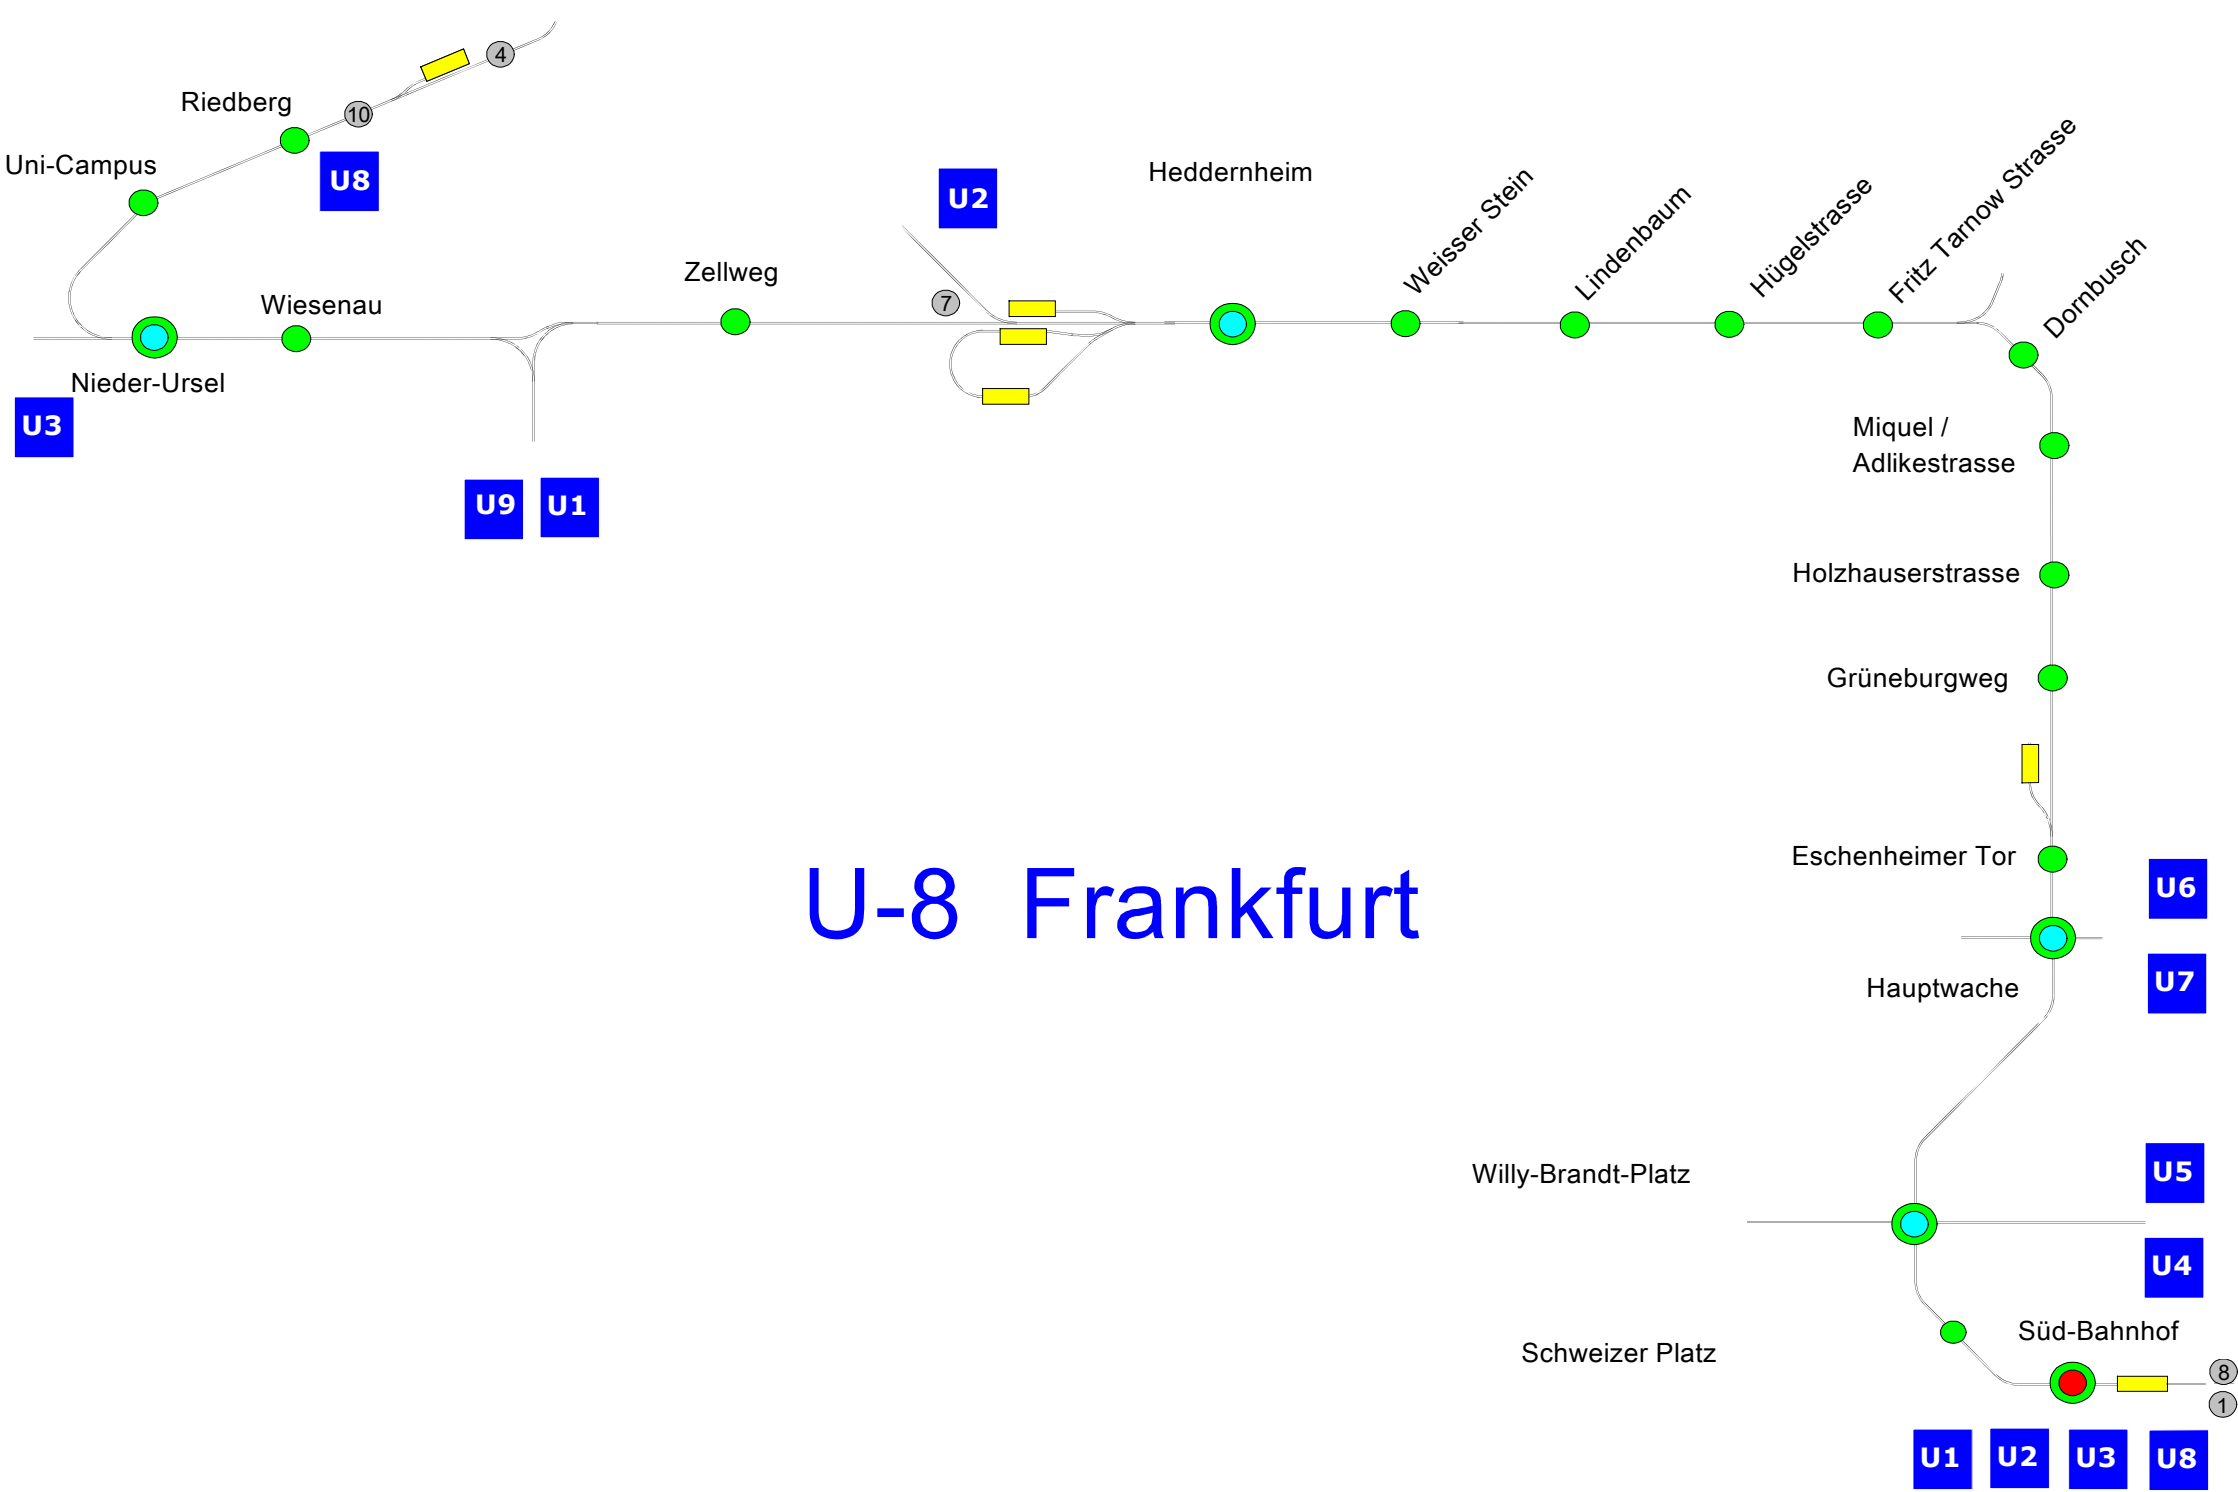 4
10
Riedberg
Uni-Campus
U8
U2
Heddernheim
Weisser Stein
Lindenbaum
Hügelstrasse
Fritz Tarnow Strasse
Dornbusch
Zellweg
7
Wiesenau
Nieder-Ursel
U3
U9
U1
Miquel /
Adlikestrasse
Holzhauserstrasse
Grüneburgweg
Eschenheimer Tor
U6
U-8 Frankfurt
Hauptwache
U7
Willy-Brandt-Platz
U5
U4
Süd-Bahnhof
Schweizer Platz
8
1
U1
U2
U3
U8